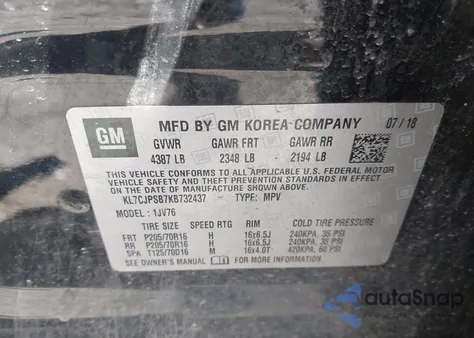 GM
MFD BY GM KOREA COMPANY 07/18
GVWR GAWR FRT GAWR RR
4387 LB 2348 LB 2194 LB
THIS VEHICLE CONFORMS TO ALL APPLICABLE U.S. FEDERAL MOTOR
VEHICLE SAFETY, BUMPER, AND THEFT PREVENTION STANDARDS IN
EFFECT ON THE DATE OF MANUFACTURE SHOWN ABOVE.
KL7CJPSB7KB732437 TYPE: MPV
MODEL : 1JV76
TIRE SIZE SPEED RTG RIM COLD TIRE PRESSURE
FRT P205/70R16 H 16x6.5J 240KPA, 35 PSI
RR P205/70R16 H 16x6.5J 240KPA, 35 PSI
SPA T125/70D16 M 16x4.0T 420KPA, 60 PSI
SEE OWNER'S MANUAL FOR MORE INFORMATION.
autoSnap